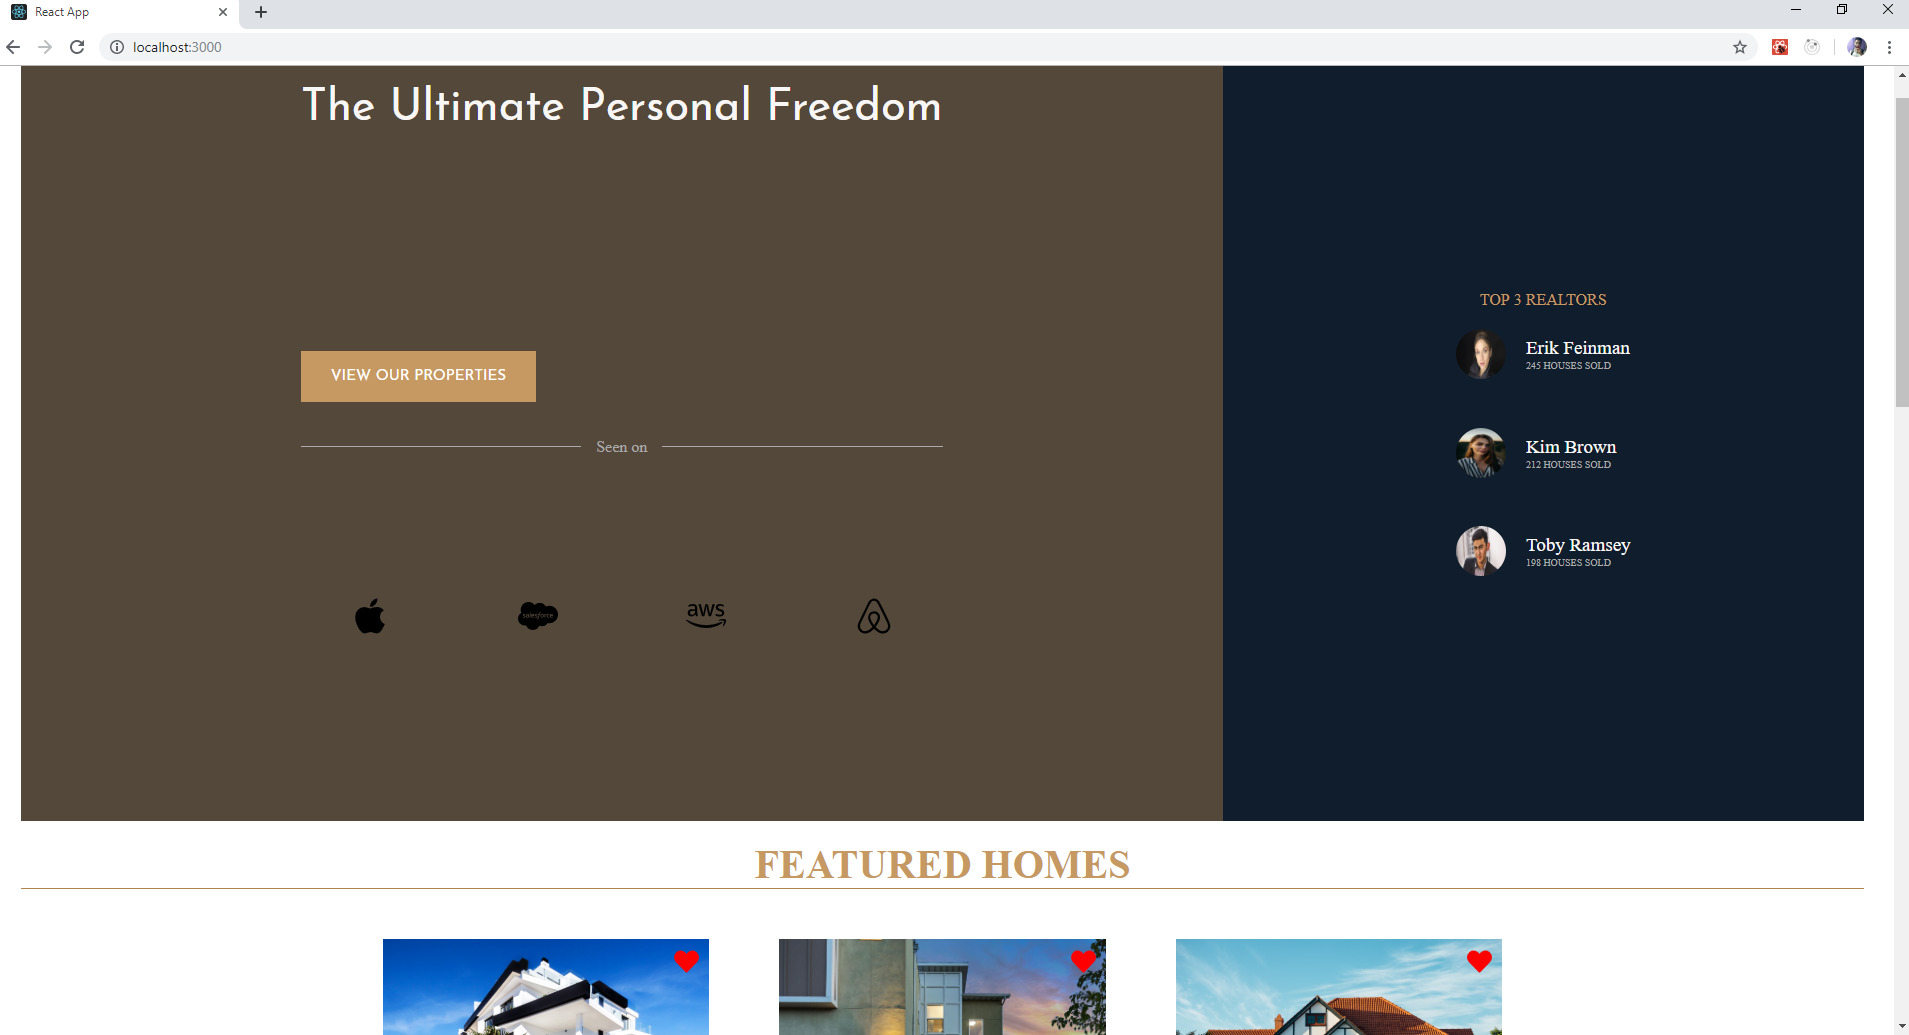 React App
localhost:3000
The Ultimate Personal Freedom
VIEW OUR PROPERTIES
Seen on
salesforce
aws
TOP 3 REALTORS
Erik Feinman
245 HOUSES SOLD
Kim Brown
212 HOUSES SOLD
Toby Ramsey
198 HOUSES SOLD
FEATURED HOMES